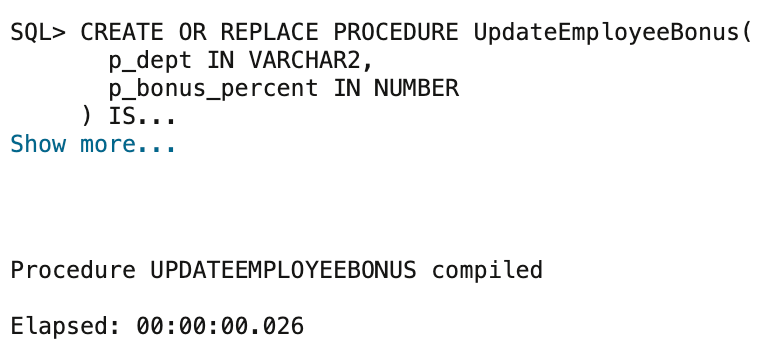 SQL> CREATE OR REPLACE PROCEDURE UpdateEmployeeBonus(
p_dept IN VARCHAR2,
p_bonus_percent IN NUMBER
) IS...
Show more...
Procedure UPDATEEMPLOYEEBONUS compiled
Elapsed: 00:00:00.026